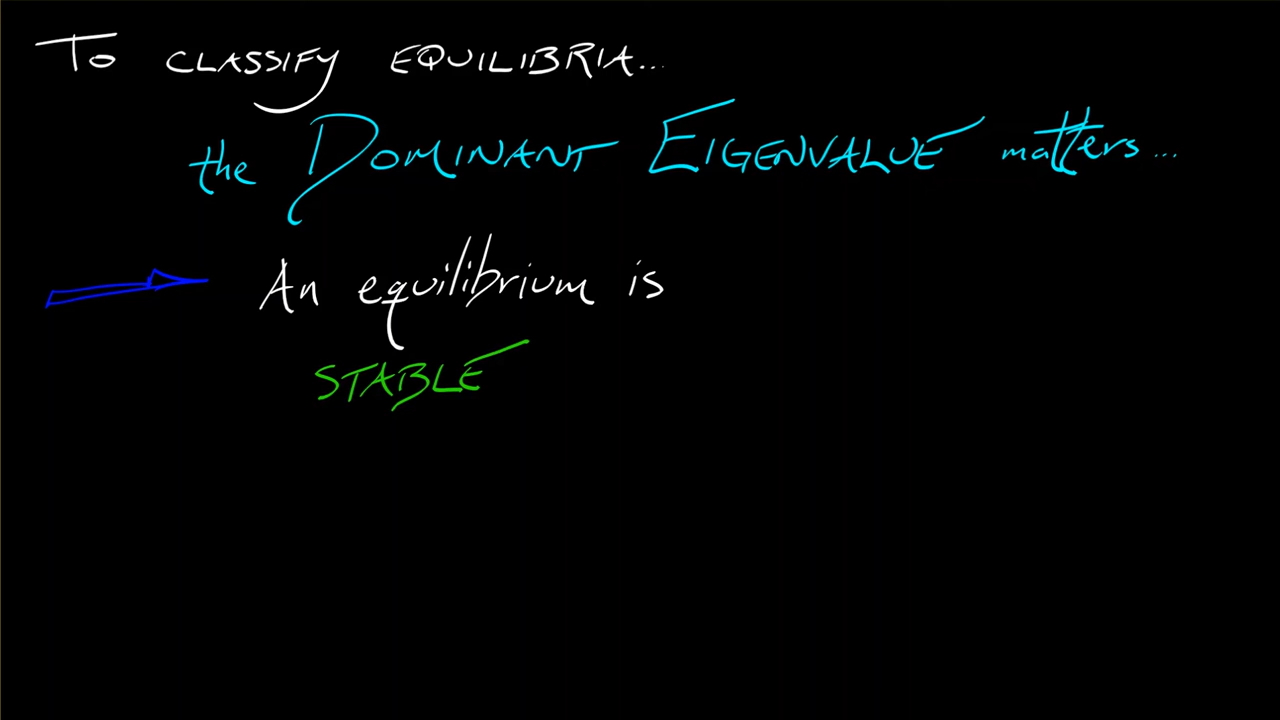 To CLASSIFY EQUILIBRIA...
the DOMINANT EIGENVALUE matters...
An equilibrium is
STABLE